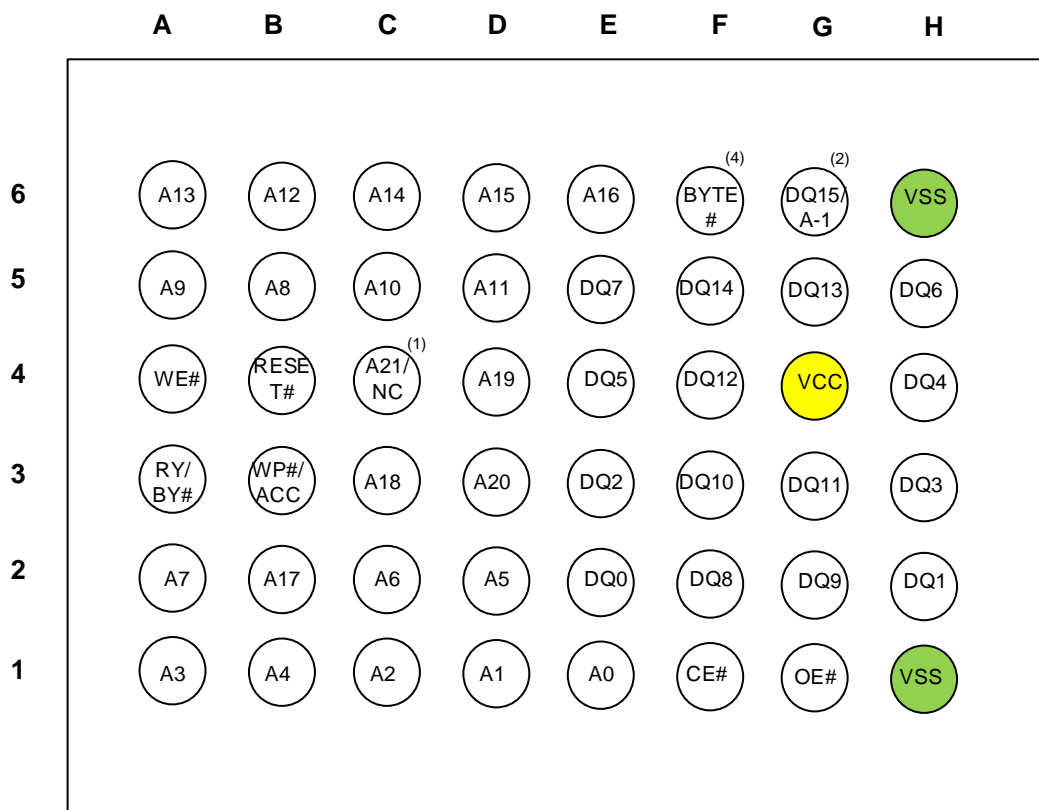 A B C D E F G H
(4) (2)
6 A13 A12 A14 A15 A16 BYTE DQ15/ VSS
# A-1
5 A9 A8 A10 A11 DQ7 DQ14 DQ13 DQ6
(1)
4 WE# RESE A21/ A19 DQ5 DQ12 VCC DQ4
T# NC
3 RY/ WP#/ A18 A20 DQ2 DQ10 DQ11 DQ3
BY# ACC
2 A7 A17 A6 A5 DQ0 DQ8 DQ9 DQ1
1 A3 A4 A2 A1 A0 CE# OE# VSS